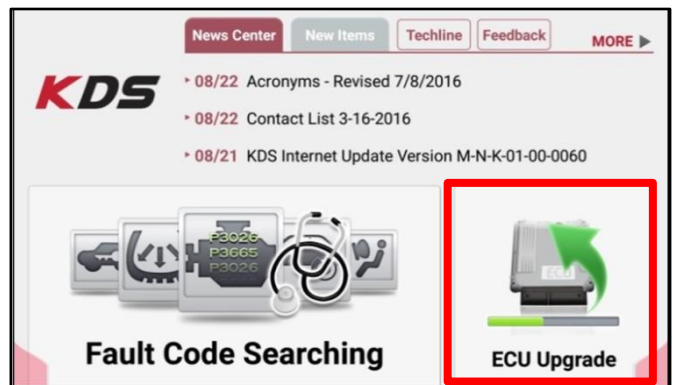 News Center New Items Techline Feedback MORE ▶
KDS
08/22 Acronyms - Revised 7/8/2016
08/22 Contact List 3-16-2016
08/21 KDS Internet Update Version M-N-K-01-00-0060
P3026
P3665
P3026
ECU
Fault Code Searching
ECU Upgrade